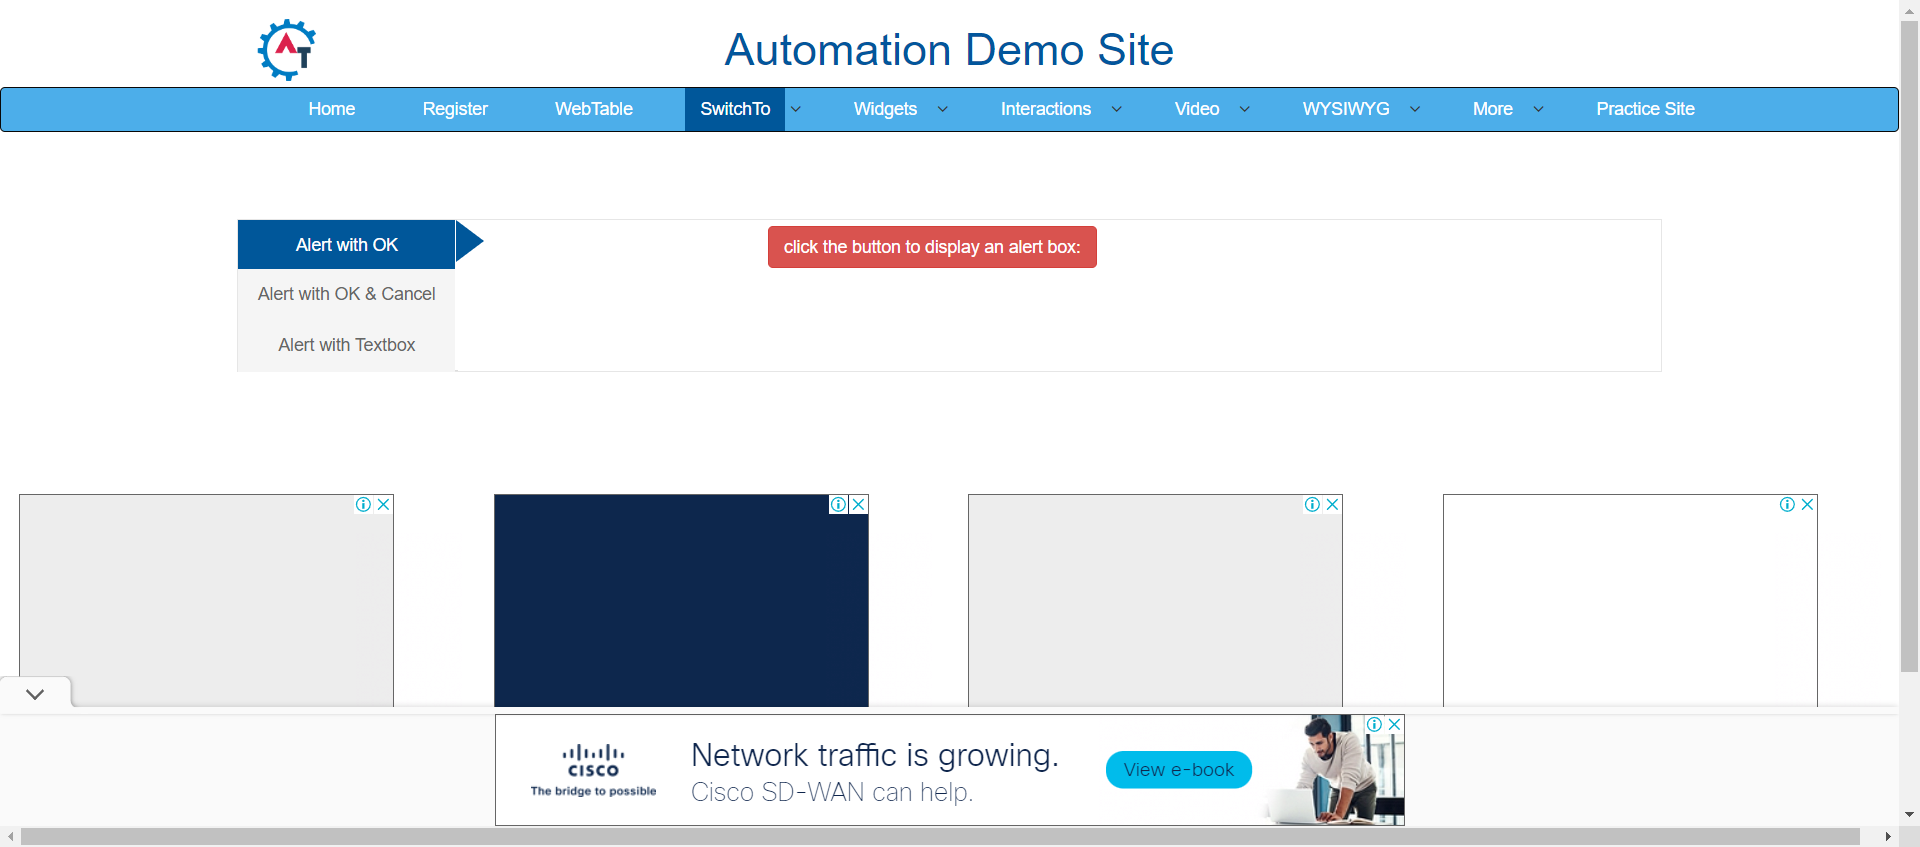 AT
Automation Demo Site
Home Register WebTable SwitchTo Widgets Interactions Video WYSIWYG More Practice Site
Alert with OK
click the button to display an alert box:
Alert with OK & Cancel
Alert with Textbox
CISCO
The bridge to possible
Network traffic is growing.
Cisco SD-WAN can help.
View e-book